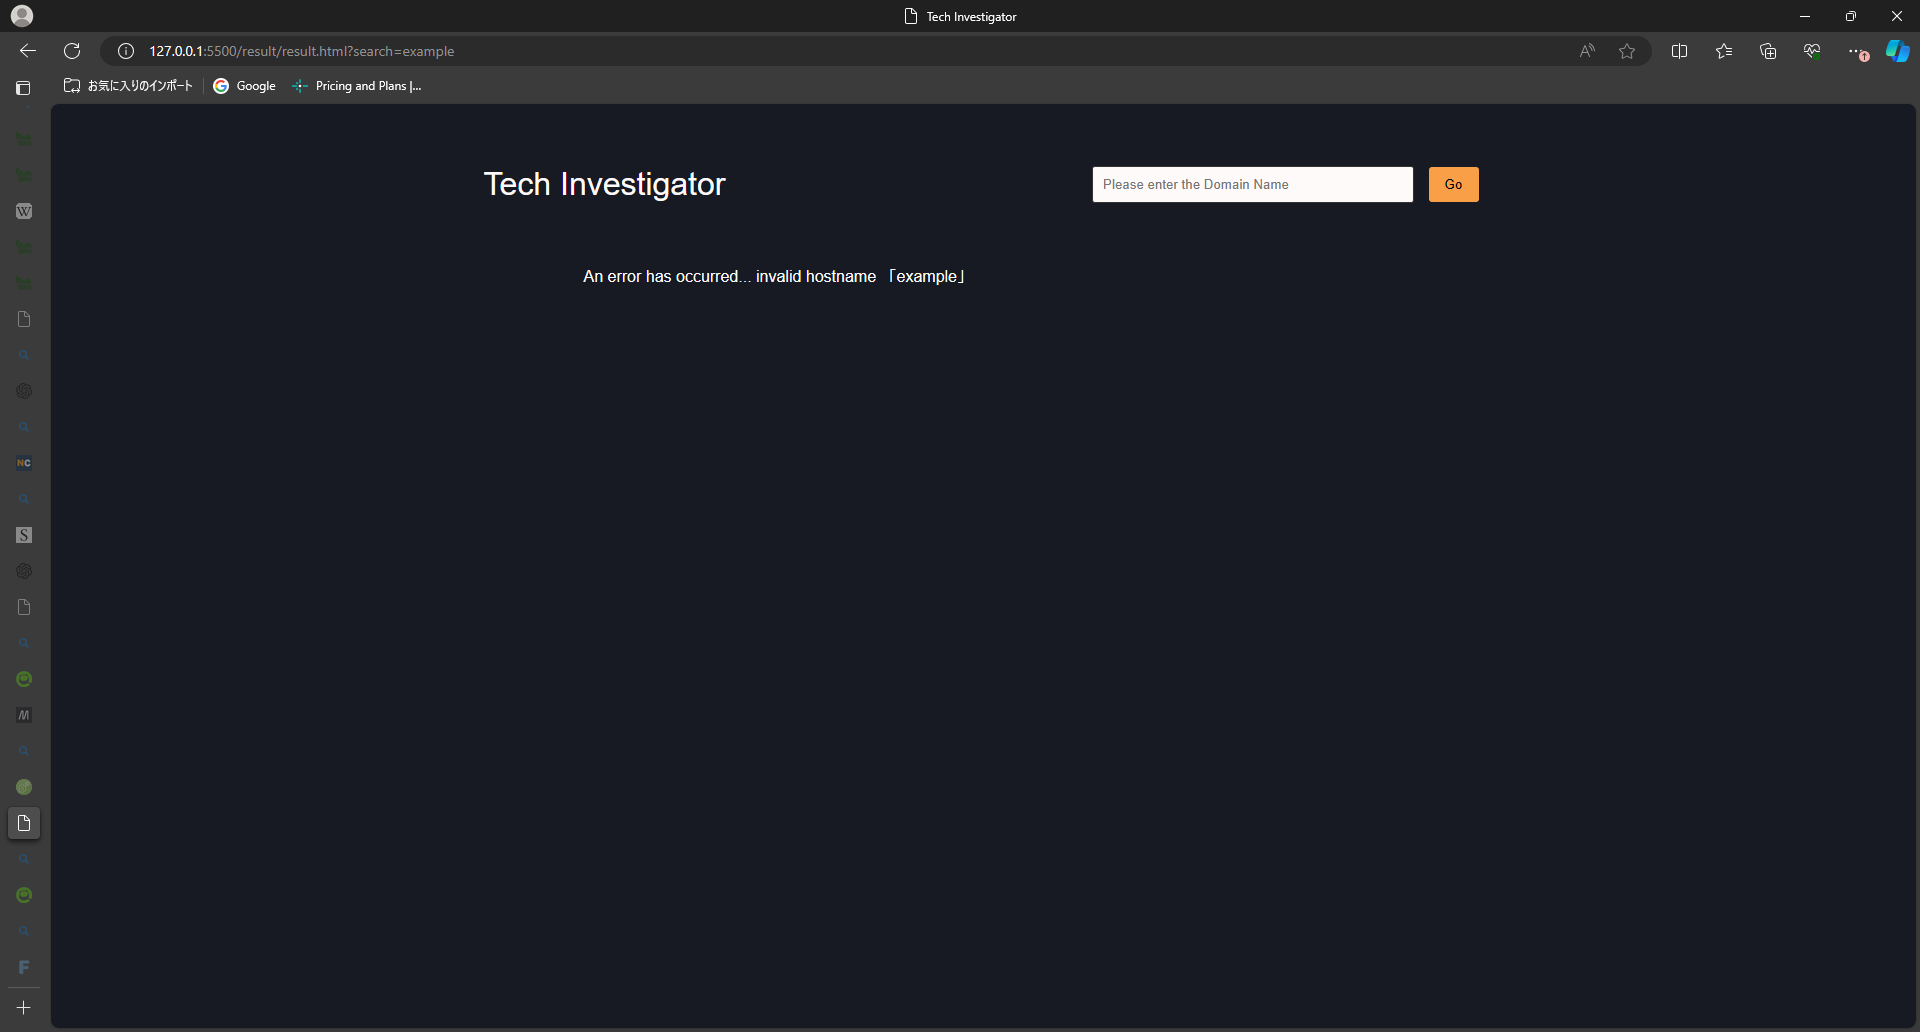 Tech Investigator
127.0.0.1:5500/result/result.html?search=example
お気に入りのインポート
Google
Pricing and Plans |...
Tech Investigator
Please enter the Domain Name
Go
An error has occurred... invalid hostname 「example」
W
NC
S
M
F
1